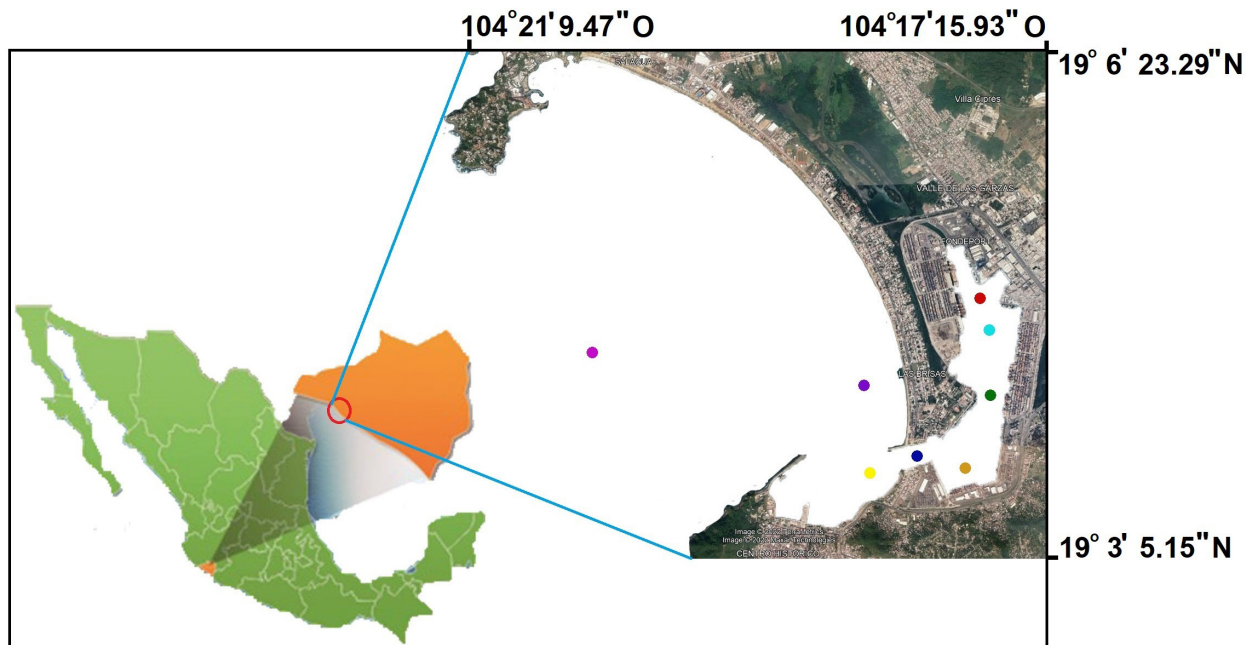 104° 21' 9.47" O
104° 17' 15.93" O
19° 6' 23.29" N
Villa Cipres
VALLE DE LAS GARZAS
FONDEPORT
LAS BRISAS
CENTRO HISTORICO
19° 3' 5.15" N